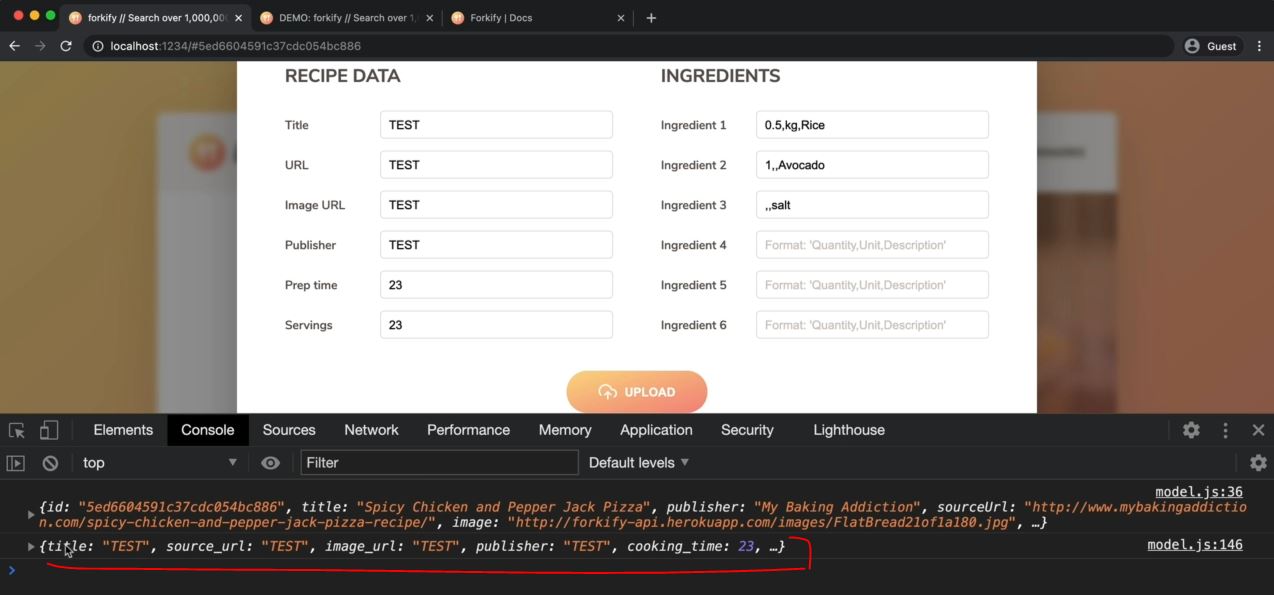 forkify // Search over 1,000,00
DEMO: forkify // Search over 1,
Forkify | Docs
localhost:1234/#5ed6604591c37cdc054bc886
Guest
RECIPE DATA
INGREDIENTS
Title TEST
Ingredient 1 0.5,kg,Rice
URL TEST
Ingredient 2 1,,Avocado
Image URL TEST
Ingredient 3 ,,salt
Publisher TEST
Ingredient 4 Format: 'Quantity,Unit,Description'
Prep time 23
Ingredient 5 Format: 'Quantity,Unit,Description'
Servings 23
Ingredient 6 Format: 'Quantity,Unit,Description'
UPLOAD
Elements Console Sources Network Performance Memory Application Security Lighthouse
top Filter Default levels
model.js:36
{id: "5ed6604591c37cdc054bc886", title: "Spicy Chicken and Pepper Jack Pizza", publisher: "My Baking Addiction", sourceUrl: "http://www.mybakingaddictio
n.com/spicy-chicken-and-pepper-jack-pizza-recipe/", image: "http://forkify-api.herokuapp.com/images/FlatBread21of1a180.jpg", …}
{title: "TEST", source_url: "TEST", image_url: "TEST", publisher: "TEST", cooking_time: 23, …}
model.js:146